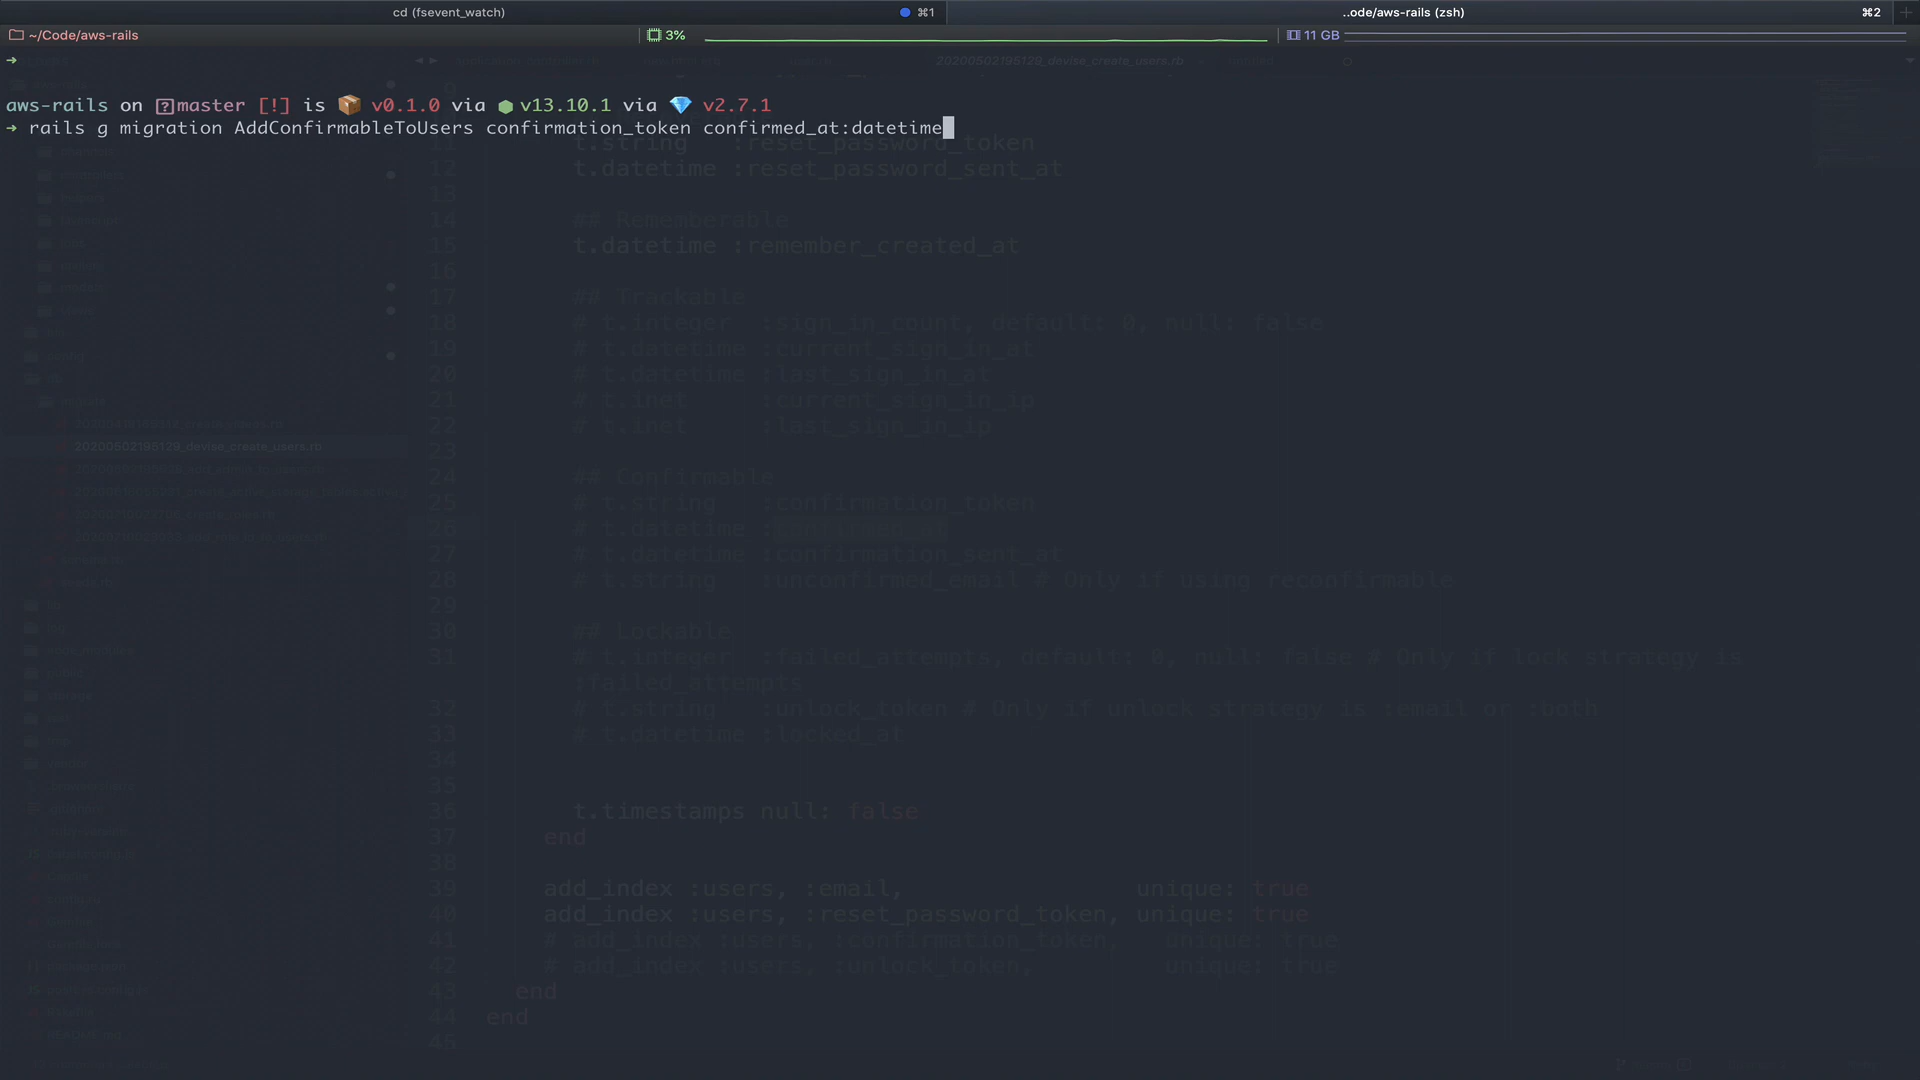 cd (fsevent_watch)
⌘1
..ode/aws-rails (zsh)
⌘2
~/Code/aws-rails
3%
11 GB
20200502195129_devise_create_users.rb
aws-rails on master [!] is 📦 v0.1.0 via ⬢ v13.10.1 via 💎 v2.7.1
➜ rails g migration AddConfirmableToUsers confirmation_token confirmed_at:datetime
11 t.string :reset_password_token
12 t.datetime :reset_password_sent_at
13
14 ## Rememberable
15 t.datetime :remember_created_at
16
17 ## Trackable
18 # t.integer :sign_in_count, default: 0, null: false
19 # t.datetime :current_sign_in_at
20 # t.datetime :last_sign_in_at
21 # t.inet :current_sign_in_ip
22 # t.inet :last_sign_in_ip
23
24 ## Confirmable
25 # t.string :confirmation_token
26 # t.datetime :confirmed_at
27 # t.datetime :confirmation_sent_at
28 # t.string :unconfirmed_email # Only if using reconfirmable
29
30 ## Lockable
31 # t.integer :failed_attempts, default: 0, null: false # Only if lock strategy is
:failed_attempts
32 # t.string :unlock_token # Only if unlock strategy is :email or :both
33 # t.datetime :locked_at
34
35
36 t.timestamps null: false
37 end
38
39 add_index :users, :email, unique: true
40 add_index :users, :reset_password_token, unique: true
41 # add_index :users, :confirmation_token, unique: true
42 # add_index :users, :unlock_token, unique: true
43 end
44 end
45
20200502195129_devise_create_users.rb